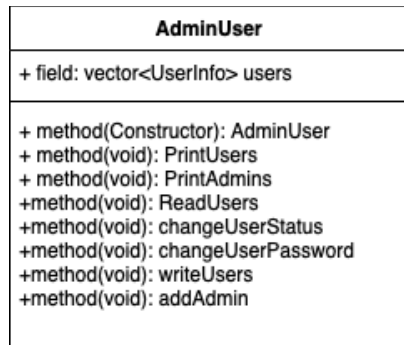 AdminUser
+ field: vector<UserInfo> users
+ method(Constructor): AdminUser
+ method(void): PrintUsers
+ method(void): PrintAdmins
+method(void): ReadUsers
+method(void): changeUserStatus
+method(void): changeUserPassword
+method(void): writeUsers
+method(void): addAdmin